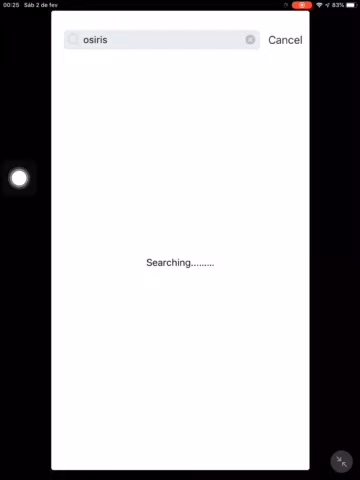 00:25 Sáb 2 de fev
83%
osiris
Cancel
Searching.........